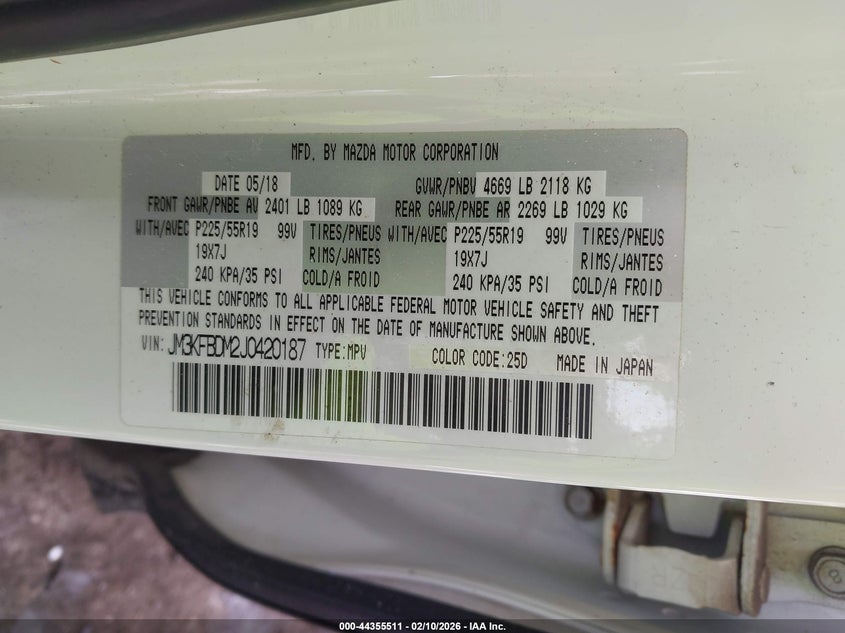 MFD. BY MAZDA MOTOR CORPORATION
DATE 05/18 GVWR/PNBV 4669 LB 2118 KG
FRONT GAWR/PNBE AV 2401 LB 1089 KG REAR GAWR/PNBE AR 2269 LB 1029 KG
WITH/AVEC P225/55R19 99V TIRES/PNEUS WITH/AVEC P225/55R19 99V TIRES/PNEUS
19X7J RIMS/JANTES 19X7J RIMS/JANTES
240 KPA/35 PSI COLD/A FROID 240 KPA/35 PSI COLD/A FROID
THIS VEHICLE CONFORMS TO ALL APPLICABLE FEDERAL MOTOR VEHICLE SAFETY AND THEFT
PREVENTION STANDARDS IN EFFECT ON THE DATE OF MANUFACTURE SHOWN ABOVE.
VIN: JM3KFBDM2J0420187 TYPE:MPV COLOR CODE:25D MADE IN JAPAN
8
000-44355511 - 02/10/2026 - IAA Inc.